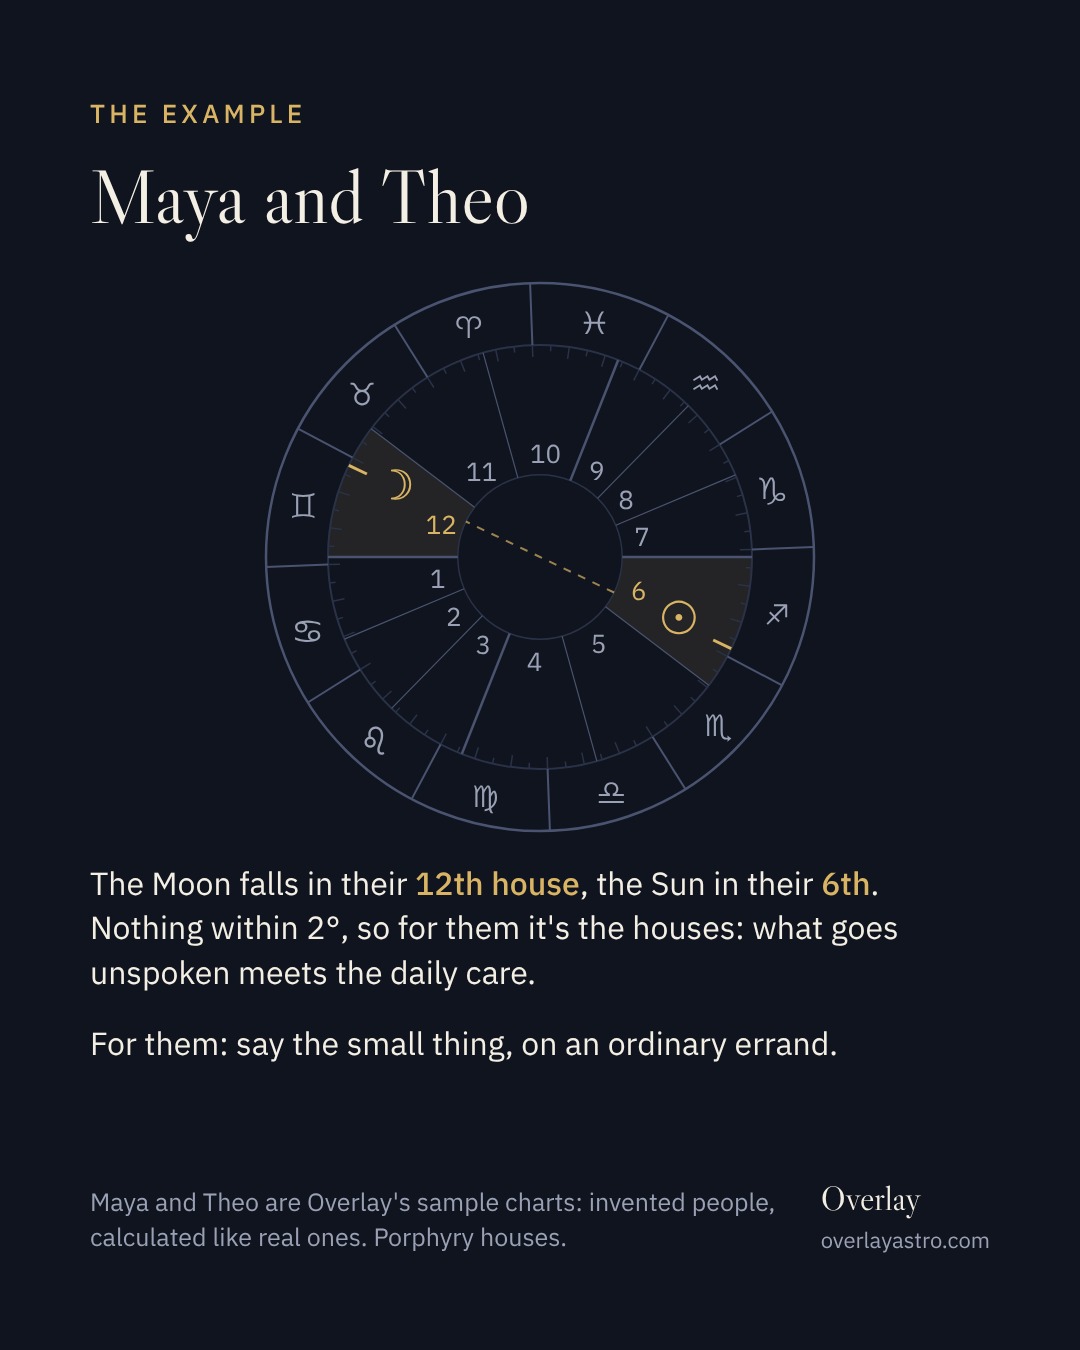 THE EXAMPLE
Maya and Theo
♈ ♓
♉ ♒
♊ ♑
☽ 11 10 9
12 8
7
1 6 ☉ ♐
♋ 2
3 4 5
♌ ♏
♍ ♎
The Moon falls in their 12th house, the Sun in their 6th.
Nothing within 2°, so for them it's the houses: what goes
unspoken meets the daily care.
For them: say the small thing, on an ordinary errand.
Maya and Theo are Overlay's sample charts: invented people,
calculated like real ones. Porphyry houses.
Overlay
overlayastro.com